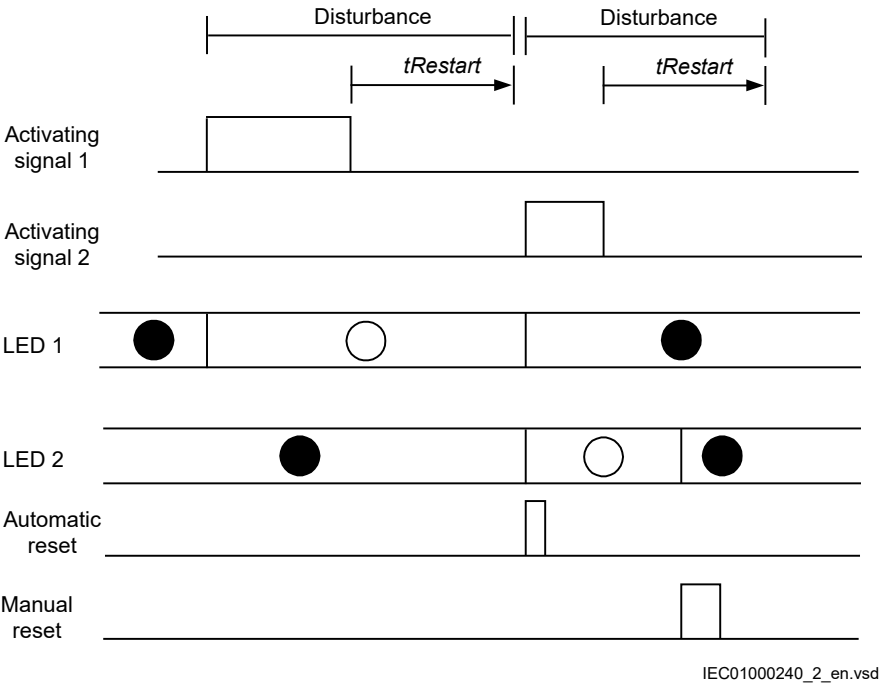 Disturbance
Disturbance
tRestart
tRestart
Activating
signal 1
Activating
signal 2
LED 1
LED 2
Automatic
reset
Manual
reset
IEC01000240_2_en.vsd